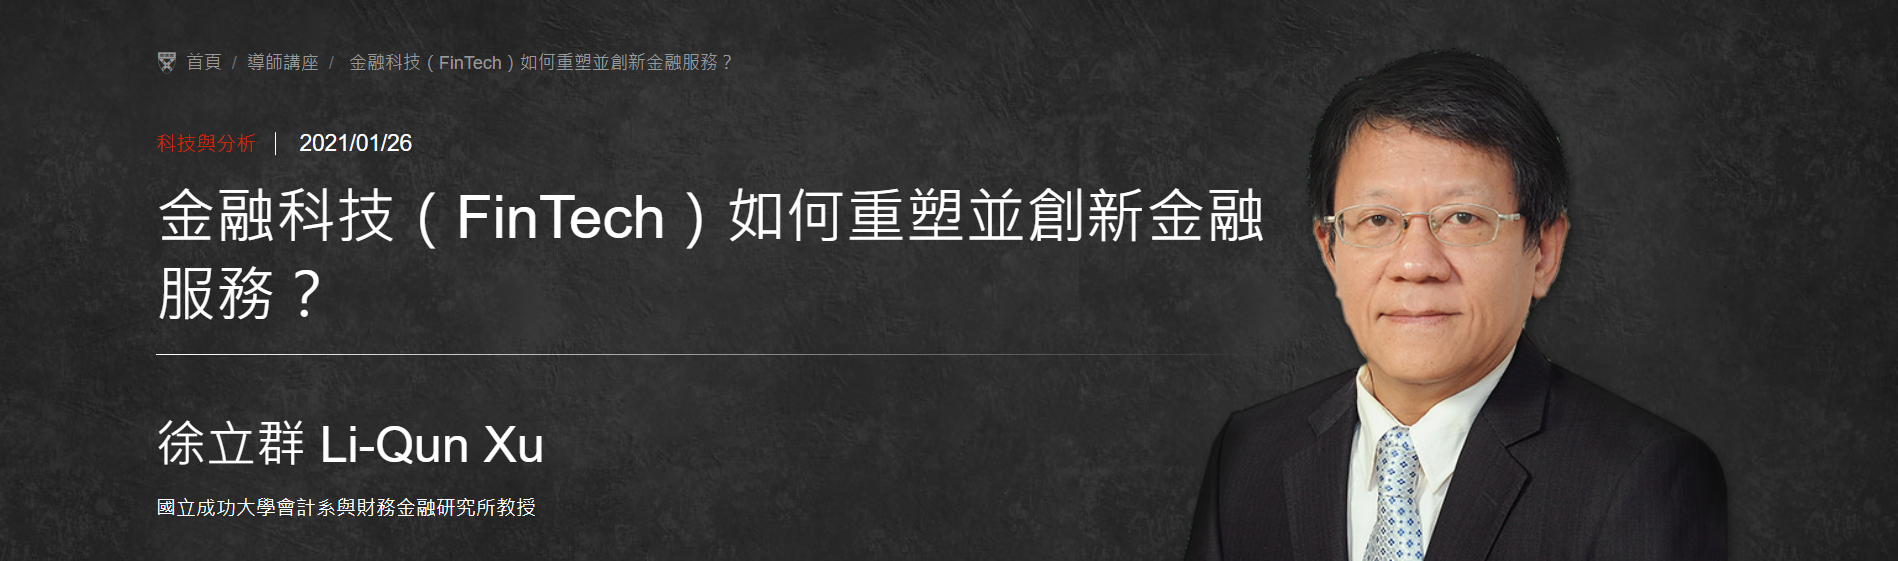 首頁 / 導師講座 / 金融科技（FinTech）如何重塑並創新金融服務？
科技與分析 | 2021/01/26
金融科技（FinTech）如何重塑並創新金融
服務？
徐立群 Li-Qun Xu
國立成功大學會計系與財務金融研究所教授